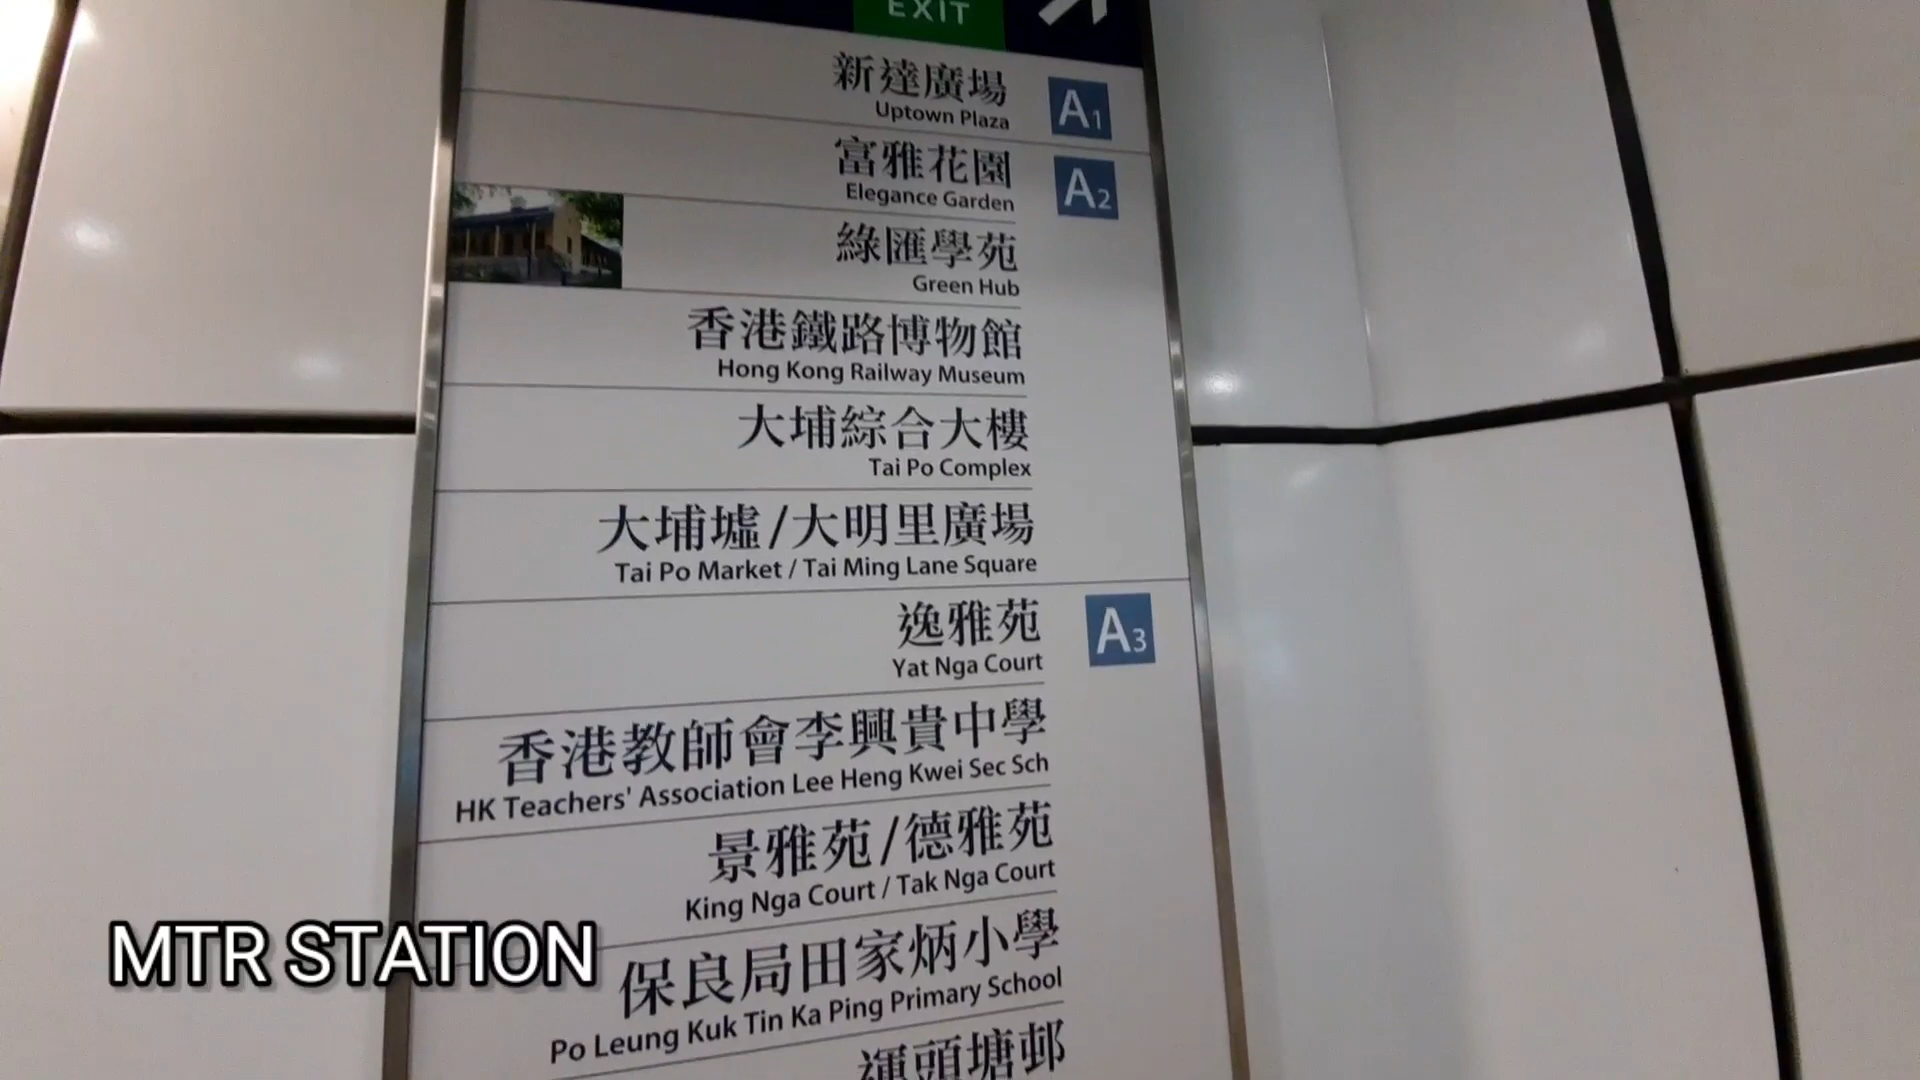 EXIT
新達廣場
Uptown Plaza
A1
富雅花園
Elegance Garden
A2
綠匯學苑
Green Hub
香港鐵路博物館
Hong Kong Railway Museum
大埔綜合大樓
Tai Po Complex
大埔墟/大明里廣場
Tai Po Market / Tai Ming Lane Square
逸雅苑
Yat Nga Court
A3
香港教師會李興貴中學
HK Teachers' Association Lee Heng Kwei Sec Sch
景雅苑/德雅苑
King Nga Court / Tak Nga Court
保良局田家炳小學
Po Leung Kuk Tin Ka Ping Primary School
運頭塘邨
MTR STATION